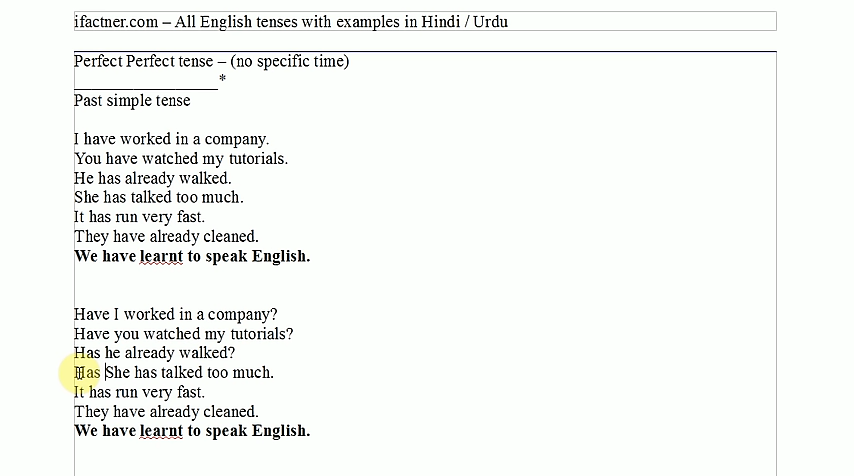 ifactner.com – All English tenses with examples in Hindi / Urdu
Perfect Perfect tense – (no specific time)
__________________*
Past simple tense
I have worked in a company.
You have watched my tutorials.
He has already walked.
She has talked too much.
It has run very fast.
They have already cleaned.
We have learnt to speak English.
Have I worked in a company?
Have you watched my tutorials?
Has he already walked?
Has She has talked too much.
It has run very fast.
They have already cleaned.
We have learnt to speak English.